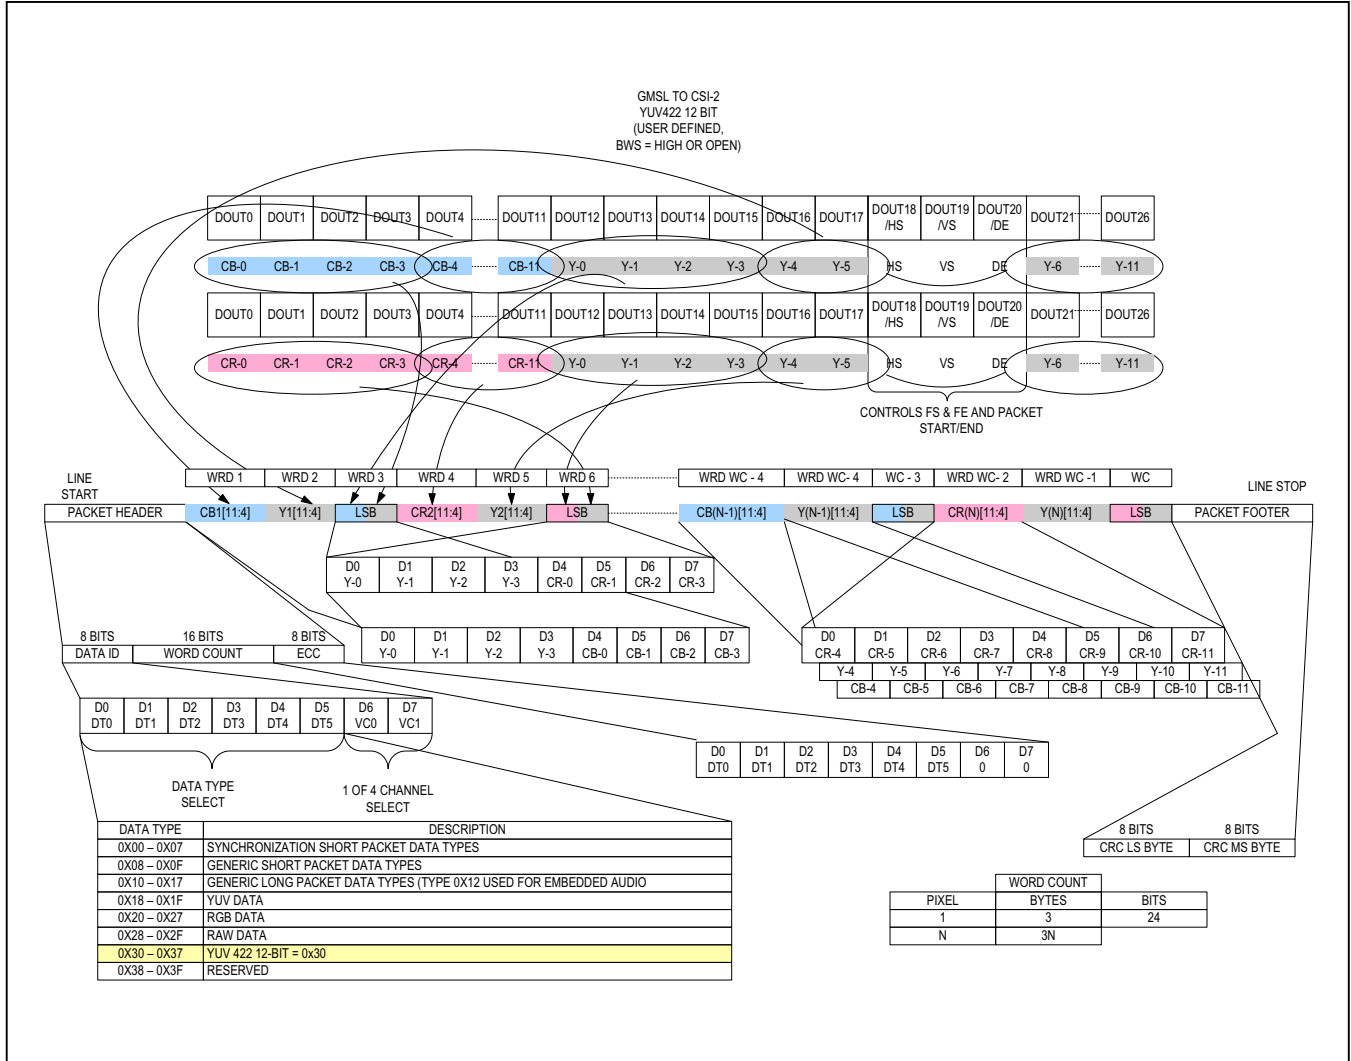 GMSL TO CSI-2
YUV422 12 BIT
(USER DEFINED,
BWS = HIGH OR OPEN)
DOUT0 DOUT1 DOUT2 DOUT3 DOUT4 DOUT11 DOUT12 DOUT13 DOUT14 DOUT15 DOUT16 DOUT17 DOUT18 /HS DOUT19 /VS DOUT20 /DE DOUT21 DOUT26
CB-0 CB-1 CB-2 CB-3 CB-4 CB-11 Y-0 Y-1 Y-2 Y-3 Y-4 Y-5 HS VS DE Y-6 Y-11
DOUT0 DOUT1 DOUT2 DOUT3 DOUT4 DOUT11 DOUT12 DOUT13 DOUT14 DOUT15 DOUT16 DOUT17 DOUT18 /HS DOUT19 /VS DOUT20 /DE DOUT21 DOUT26
CR-0 CR-1 CR-2 CR-3 CR-4 CR-11 Y-0 Y-1 Y-2 Y-3 Y-4 Y-5 HS VS DE Y-6 Y-11
CONTROLS FS & FE AND PACKET
START/END
LINE
START
WRD 1 WRD 2 WRD 3 WRD 4 WRD 5 WRD 6 WRD WC - 4 WRD WC- 4 WC - 3 WRD WC- 2 WRD WC -1 WC
LINE STOP
PACKET HEADER CB1[11:4] Y1[11:4] LSB CR2[11:4] Y2[11:4] LSB CB(N-1)[11:4] Y(N-1)[11:4] LSB CR(N)[11:4] Y(N)[11:4] LSB PACKET FOOTER
D0 D1 D2 D3 D4 D5 D6 D7
Y-0 Y-1 Y-2 Y-3 CR-0 CR-1 CR-2 CR-3
D0 D1 D2 D3 D4 D5 D6 D7
Y-0 Y-1 Y-2 Y-3 CB-0 CB-1 CB-2 CB-3
D0 D1 D2 D3 D4 D5 D6 D7
CR-4 CR-5 CR-6 CR-7 CR-8 CR-9 CR-10 CR-11
Y-4 Y-5 Y-6 Y-7 Y-8 Y-9 Y-10 Y-11
CB-4 CB-5 CB-6 CB-7 CB-8 CB-9 CB-10 CB-11
8 BITS 16 BITS 8 BITS
DATA ID WORD COUNT ECC
D0 D1 D2 D3 D4 D5 D6 D7
DT0 DT1 DT2 DT3 DT4 DT5 VC0 VC1
D0 D1 D2 D3 D4 D5 D6 D7
DT0 DT1 DT2 DT3 DT4 DT5 0 0
DATA TYPE
SELECT
1 OF 4 CHANNEL
SELECT
8 BITS 8 BITS
CRC LS BYTE CRC MS BYTE
DATA TYPE DESCRIPTION
0X00 – 0X07 SYNCHRONIZATION SHORT PACKET DATA TYPES
0X08 – 0X0F GENERIC SHORT PACKET DATA TYPES
0X10 – 0X17 GENERIC LONG PACKET DATA TYPES (TYPE 0X12 USED FOR EMBEDDED AUDIO
0X18 – 0X1F YUV DATA
0X20 – 0X27 RGB DATA
0X28 – 0X2F RAW DATA
0X30 – 0X37 YUV 422 12-BIT = 0x30
0X38 – 0X3F RESERVED
WORD COUNT
PIXEL BYTES BITS
1 3 24
N 3N